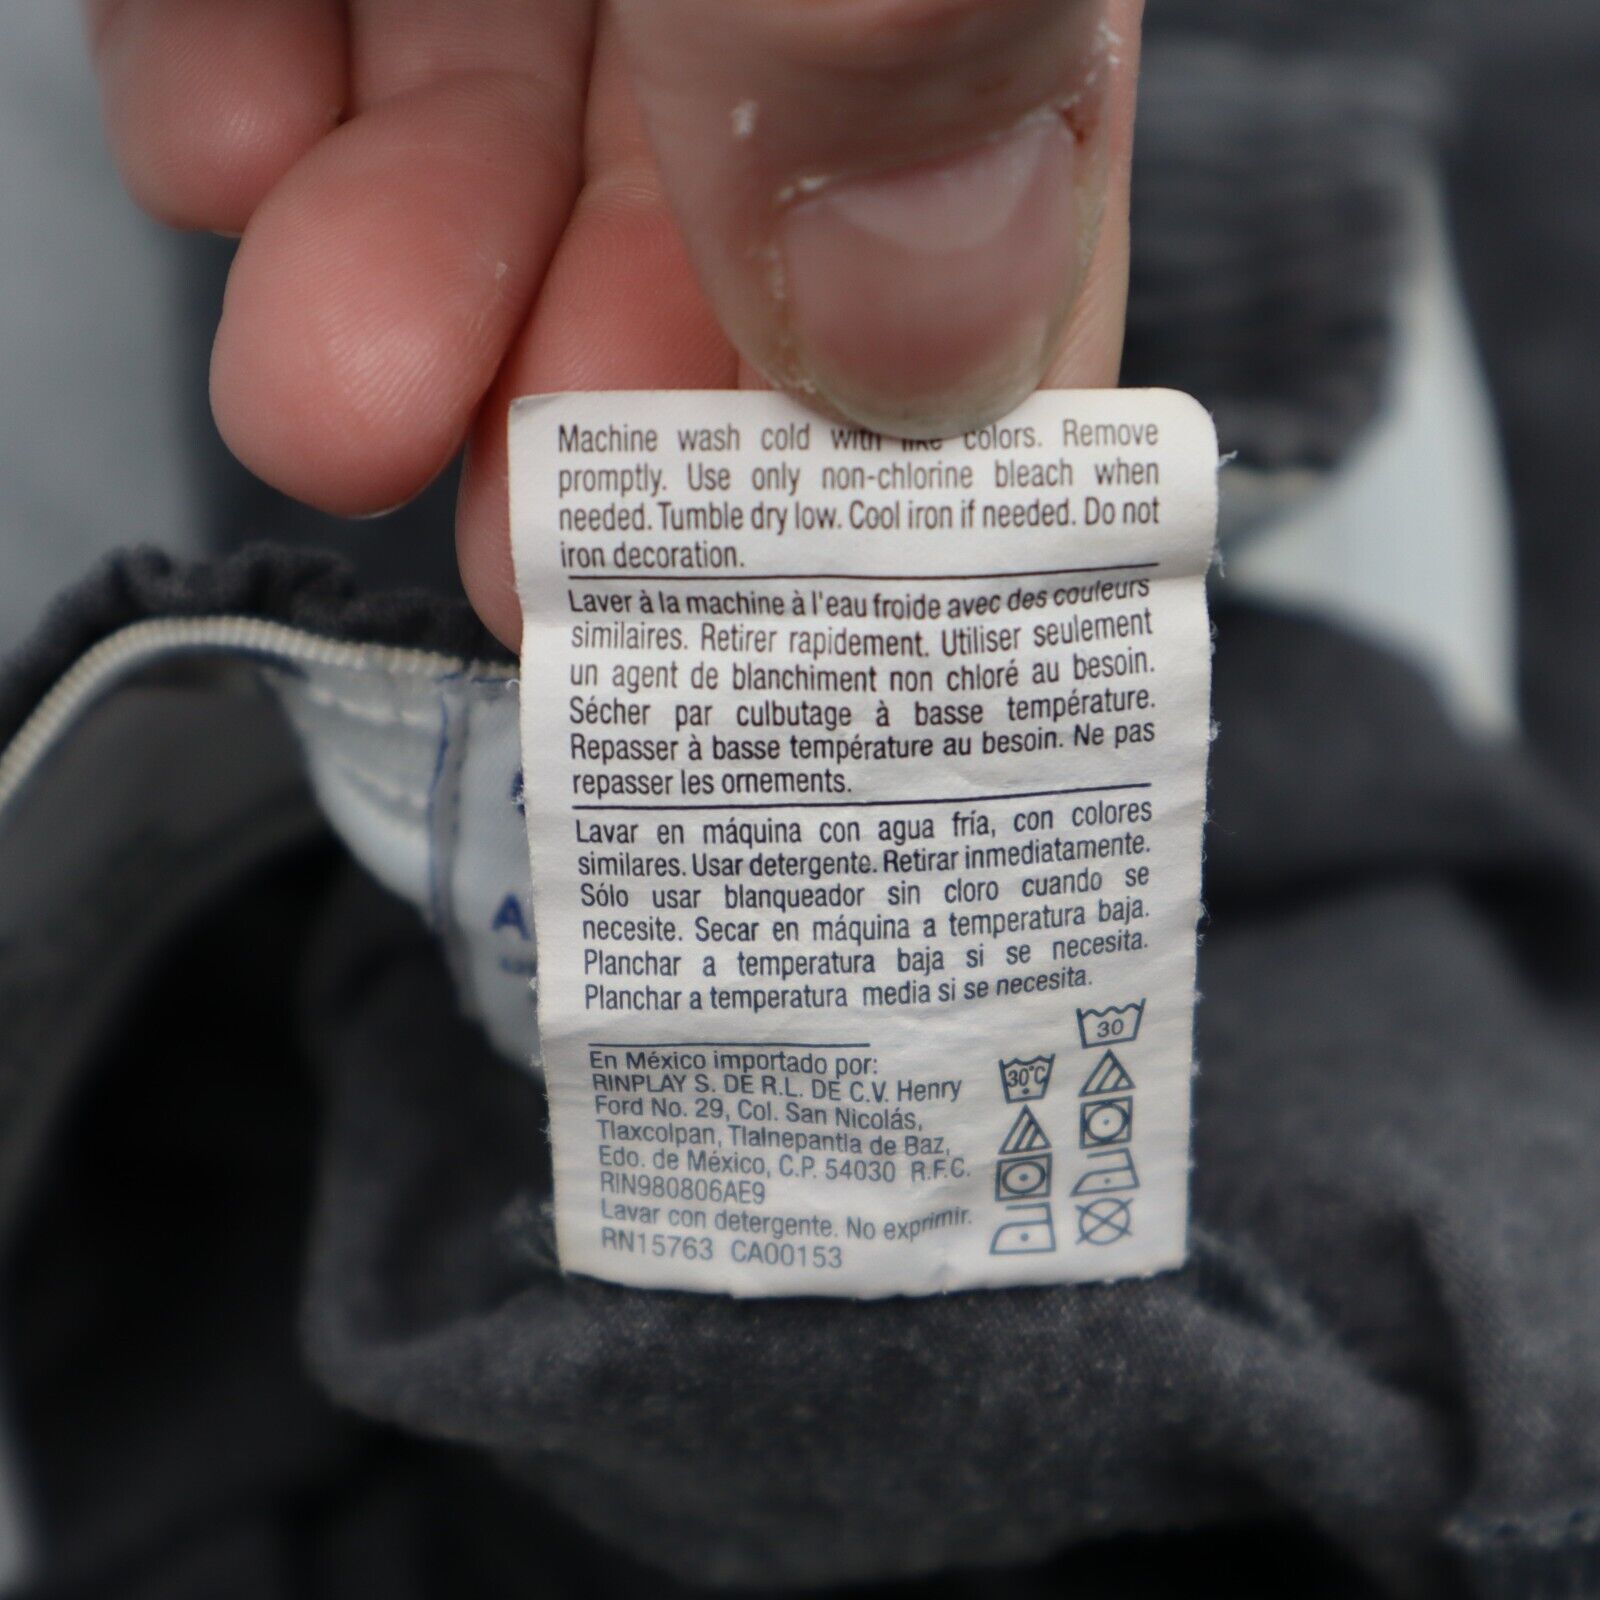 Machine wash cold with like colors. Remove
promptly. Use only non-chlorine bleach when
needed. Tumble dry low. Cool iron if needed. Do not
iron decoration.
Laver à la machine à l'eau froide avec des couleurs
similaires. Retirer rapidement. Utiliser seulement
un agent de blanchiment non chloré au besoin.
Sécher par culbutage à basse température.
Repasser à basse température au besoin. Ne pas
repasser les ornements.
Lavar en máquina con agua fría, con colores
similares. Usar detergente. Retirar inmediatamente.
Sólo usar blanqueador sin cloro cuando se
necesite. Secar en máquina a temperatura baja.
Planchar a temperatura baja si se necesita.
Planchar a temperatura media si se necesita.
En México importado por:
RINPLAY S. DE R.L. DE C.V. Henry
Ford No. 29, Col. San Nicolás,
Tlaxcolpan, Tlalnepantla de Baz,
Edo. de México, C.P. 54030 R.F.C.
RIN980806AE9
Lavar con detergente. No exprimir.
RN15763 CA00153
30
30°C
A